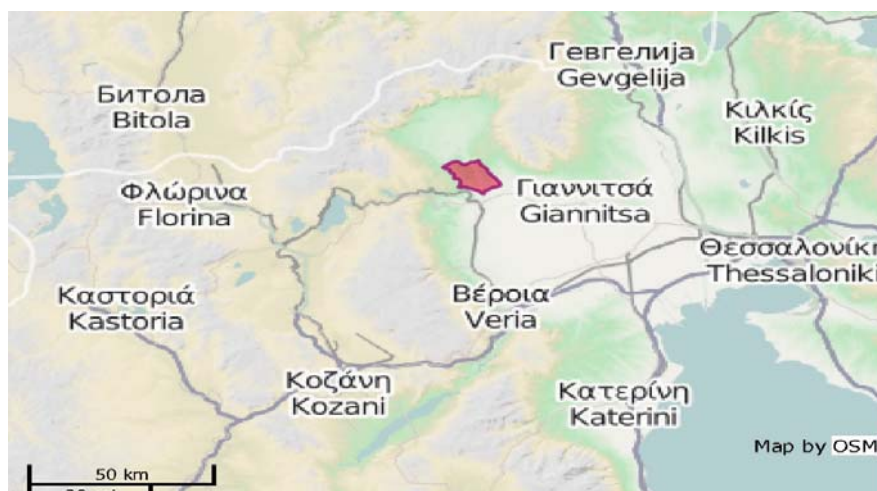 Гевгелија
Gevgelija
Битола
Bitola
Κιλκίς
Kilkis
Φλώρινα
Florina
Γιαννιτσά
Giannitsa
Θεσσαλονίκη
Thessaloniki
Καστοριά
Kastoria
Βέροια
Veria
Κοζάνη
Kozani
Κατερίνη
Katerini
Map by OSM
50 km